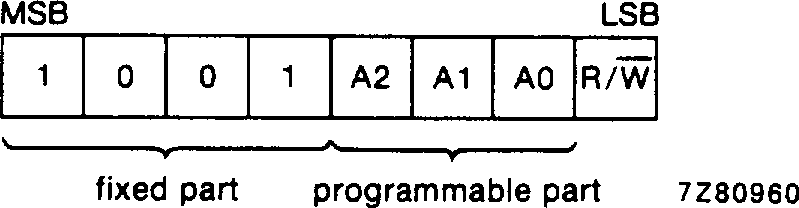 MSB LSB
1 0 0 1 A2 A1 A0 R/W̅
fixed part programmable part 7Z80960